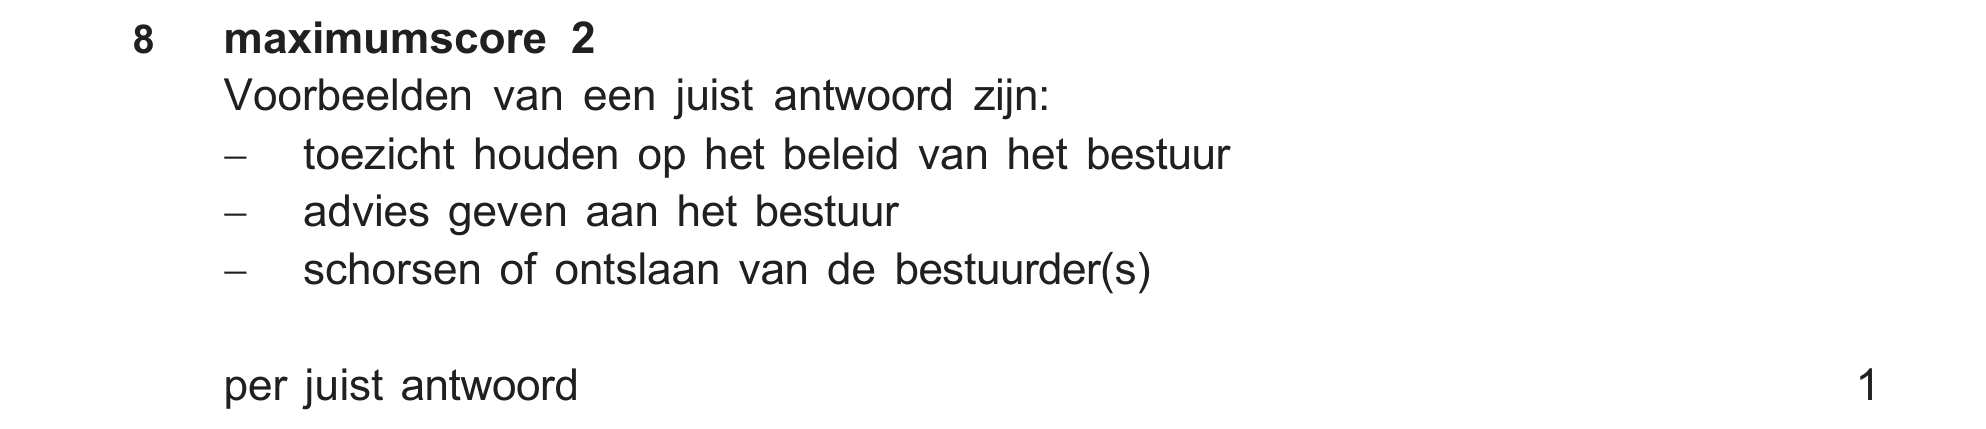 8 maximumscore 2
Voorbeelden van een juist antwoord zijn:
− toezicht houden op het beleid van het bestuur
− advies geven aan het bestuur
− schorsen of ontslaan van de bestuurder(s)
per juist antwoord 1